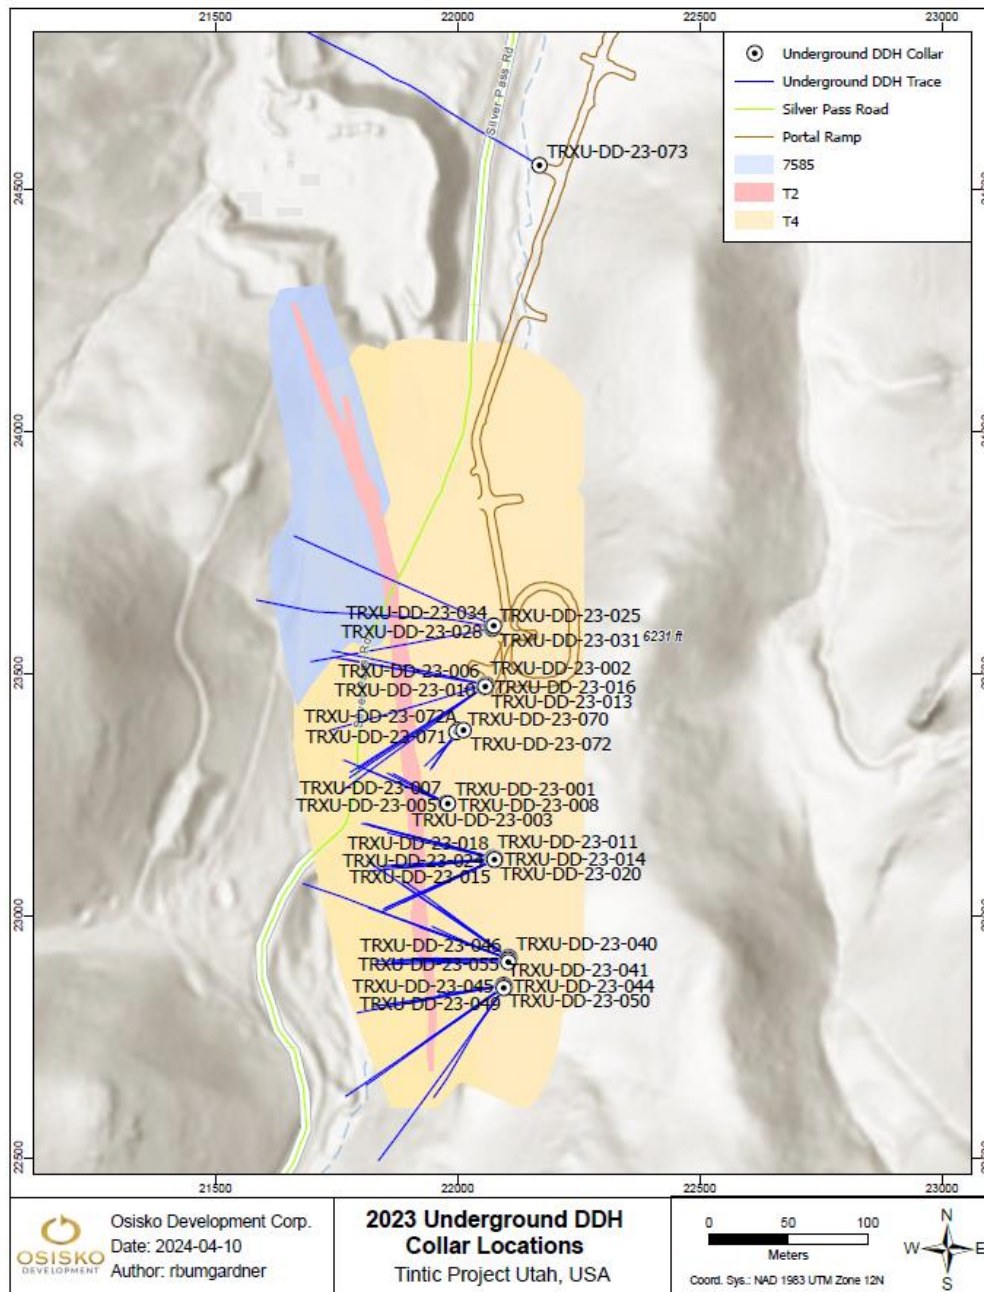 21500
22000
22500
23000
Silver Pass Rd
Underground DDH Collar
Underground DDH Trace
Silver Pass Road
Portal Ramp
7585
T2
T4
TRXU-DD-23-073
24500
24000
TRXU-DD-23-034
TRXU-DD-23-025
TRXU-DD-23-028
TRXU-DD-23-031
6231 ft
23500
TRXU-DD-23-006
TRXU-DD-23-002
TRXU-DD-23-010
TRXU-DD-23-016
TRXU-DD-23-013
TRXU-DD-23-072A
TRXU-DD-23-070
TRXU-DD-23-071
TRXU-DD-23-072
TRXU-DD-23-007
TRXU-DD-23-001
TRXU-DD-23-005
TRXU-DD-23-008
TRXU-DD-23-003
TRXU-DD-23-018
TRXU-DD-23-011
TRXU-DD-23-014
TRXU-DD-23-015
TRXU-DD-23-020
23000
TRXU-DD-23-046
TRXU-DD-23-040
TRXU-DD-23-055
TRXU-DD-23-041
TRXU-DD-23-045
TRXU-DD-23-044
TRXU-DD-23-049
TRXU-DD-23-050
22500
21500
22000
22500
23000
OSISKO
DEVELOPMENT
Osisko Development Corp.
Date: 2024-04-10
Author: rbumgardner
2023 Underground DDH
Collar Locations
Tintic Project Utah, USA
0 50 100
Meters
Coord. Sys.: NAD 1983 UTM Zone 12N
N
W E
S